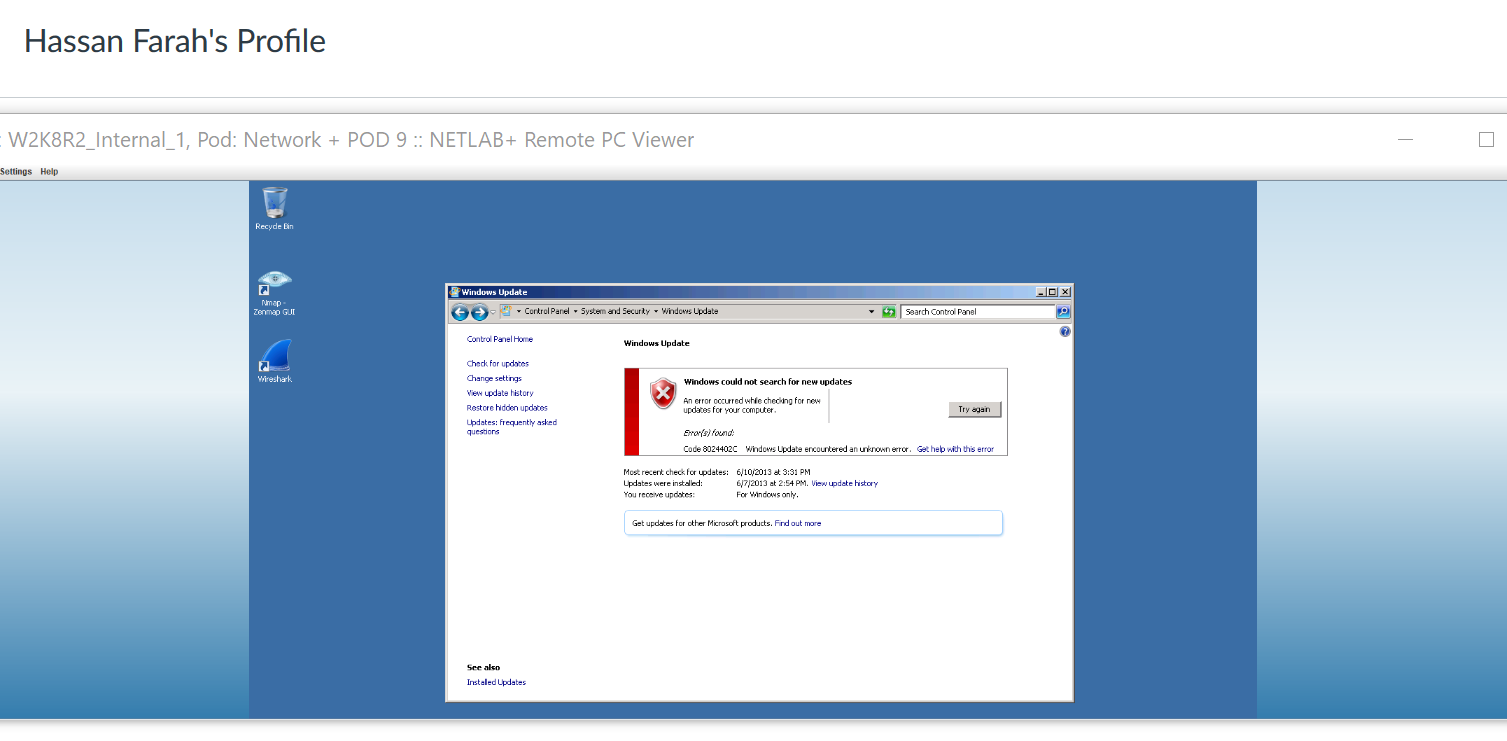 Hassan Farah's Profile
: W2K8R2_Internal_1, Pod: Network + POD 9 :: NETLAB+ Remote PC Viewer
Settings Help
Recycle Bin
Nmap -
Zenmap GUI
Wireshark
Windows Update
Control Panel System and Security Windows Update
Search Control Panel
Control Panel Home
Check for updates
Change settings
View update history
Restore hidden updates
Updates: frequently asked
questions
Windows Update
Windows could not search for new updates
An error occurred while checking for new
updates for your computer.
Try again
Error(s) found:
Code 8024402C Windows Update encountered an unknown error. Get help with this error
Most recent check for updates: 6/10/2013 at 3:31 PM
Updates were installed: 6/7/2013 at 2:54 PM. View update history
You receive updates: For Windows only.
Get updates for other Microsoft products. Find out more
See also
Installed Updates